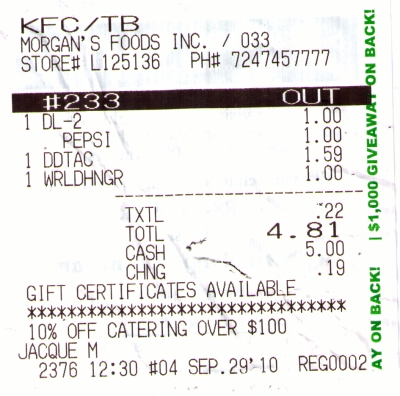 KFC/TB
MORGAN'S FOODS INC. / 033
STORE# L125136 PH# 7247457777
#233 OUT
1 DL-2 1.00
PEPSI 1.00
1 DDTAC 1.59
1 WRLDHNGR 1.00
TXTL .22
TOTL 4.81
CASH 5.00
CHNG .19
GIFT CERTIFICATES AVAILABLE
********************************
10% OFF CATERING OVER $100
JACQUE M
2376 12:30 #04 SEP.29'10 REG0002
AY ON BACK! | $1,000 GIVEAWAY ON BACK!